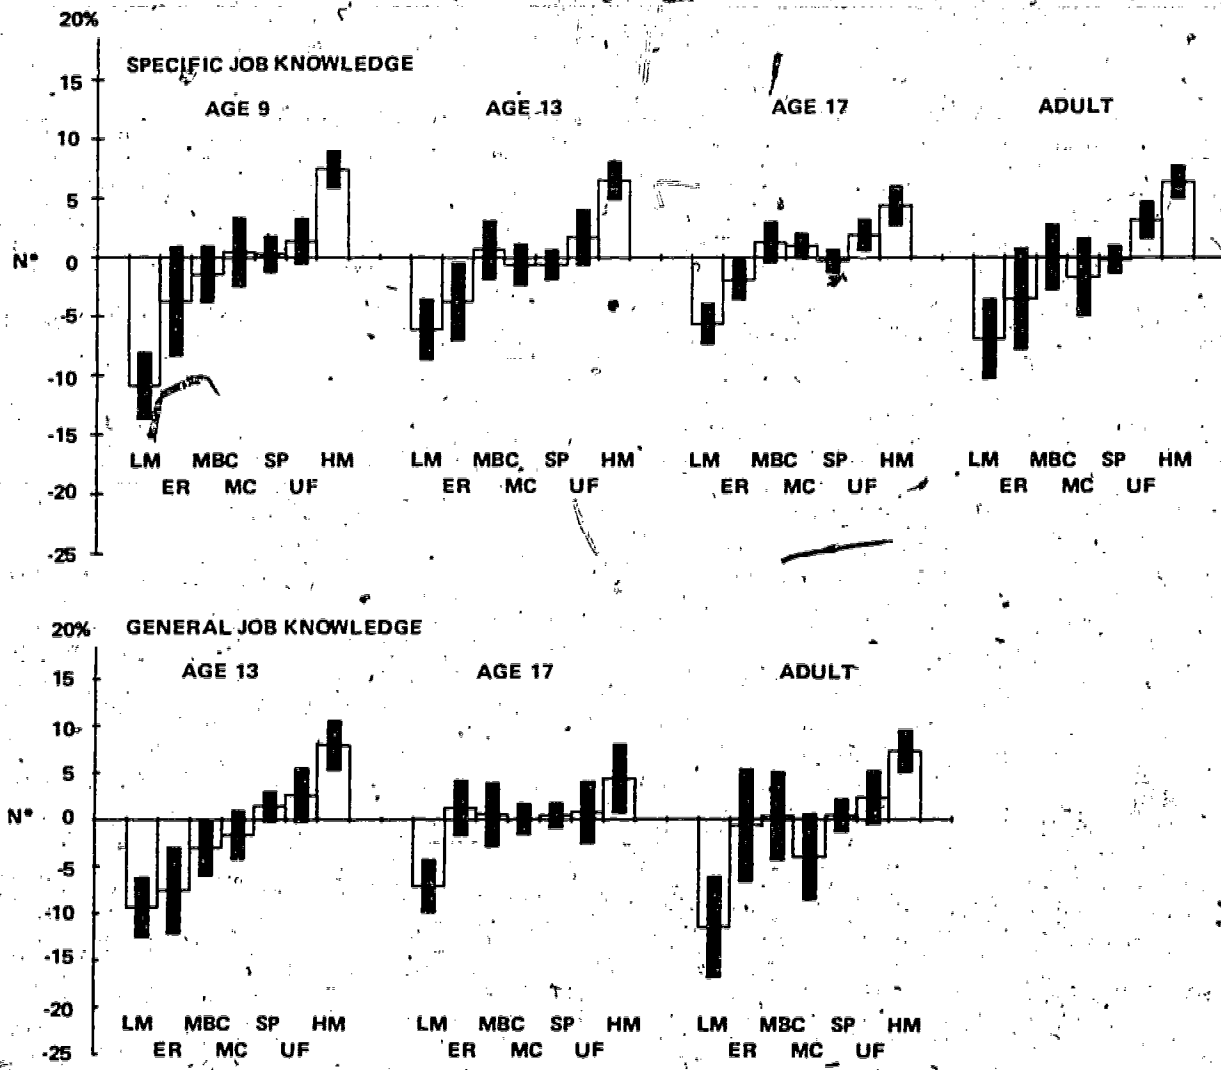 20%
SPECIFIC JOB KNOWLEDGE
15
AGE 9 AGE 13 AGE 17 ADULT
10
5
N* 0
-5
-10
-15
LM MBC SP HM LM MBC SP HM LM MBC SP HM LM MBC SP HM
ER MC UF ER MC UF ER MC UF ER MC UF
-20
-25
20% GENERAL JOB KNOWLEDGE
AGE 13 AGE 17 ADULT
15
10
5
N* 0
-5
-10
-15
-20
LM MBC SP HM LM MBC SP HM LM MBC SP HM
ER MC UF ER MC UF ER MC UF
-25